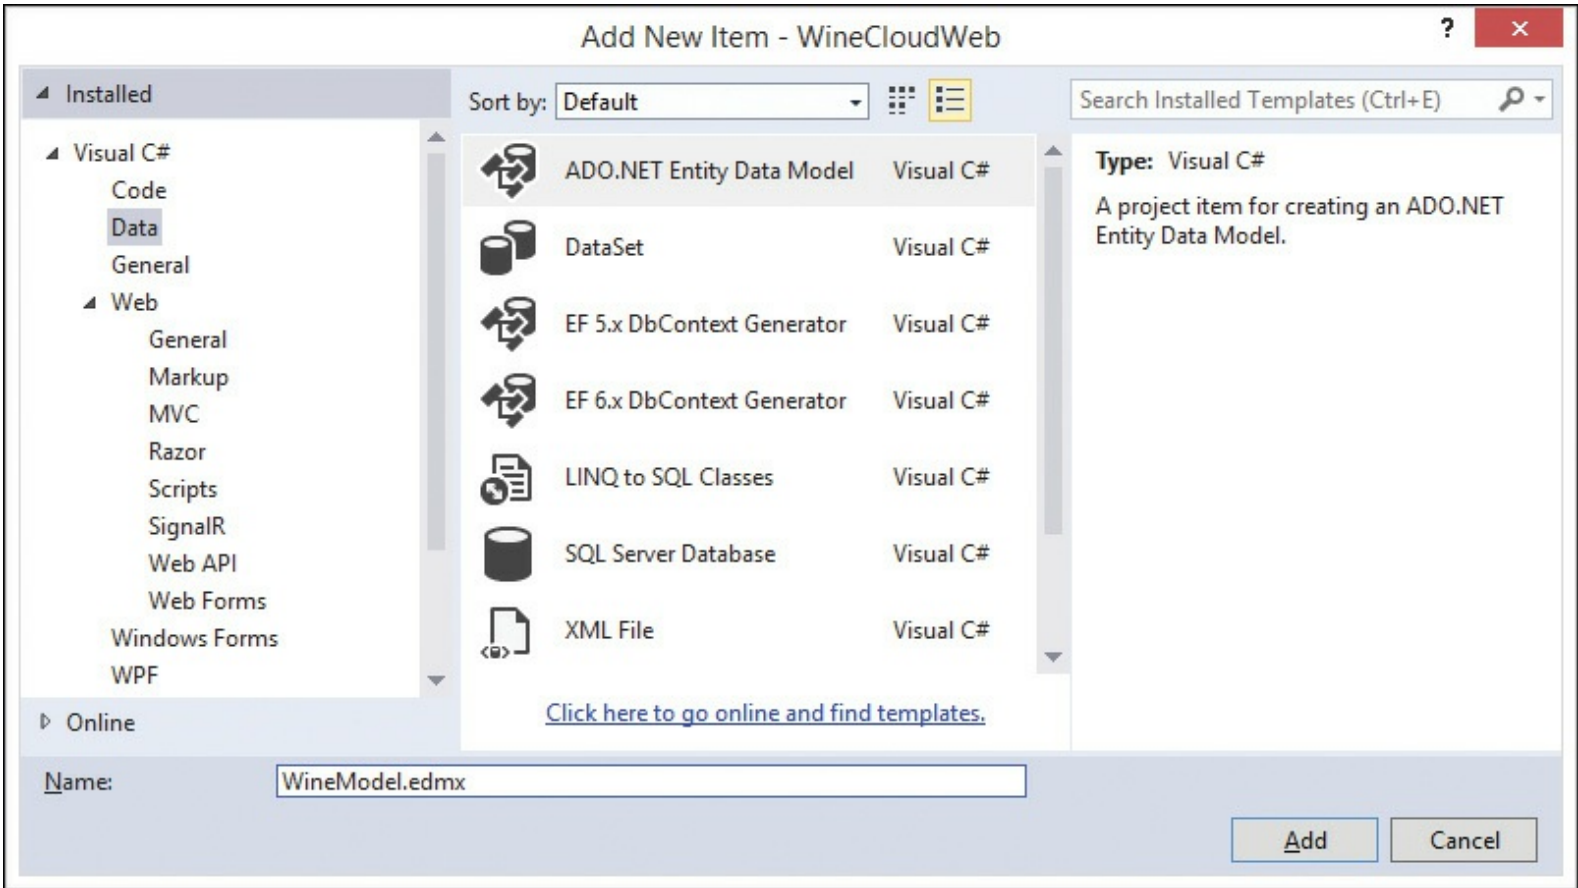 Add New Item - WineCloudWeb
?
Installed
Visual C#
Code
Data
General
Web
General
Markup
MVC
Razor
Scripts
SignalR
Web API
Web Forms
Windows Forms
WPF
Online
Sort by: Default
ADO.NET Entity Data Model Visual C#
DataSet Visual C#
EF 5.x DbContext Generator Visual C#
EF 6.x DbContext Generator Visual C#
LINQ to SQL Classes Visual C#
SQL Server Database Visual C#
XML File Visual C#
Click here to go online and find templates.
Search Installed Templates (Ctrl+E)
Type: Visual C#
A project item for creating an ADO.NET
Entity Data Model.
Name: WineModel.edmx
Add Cancel